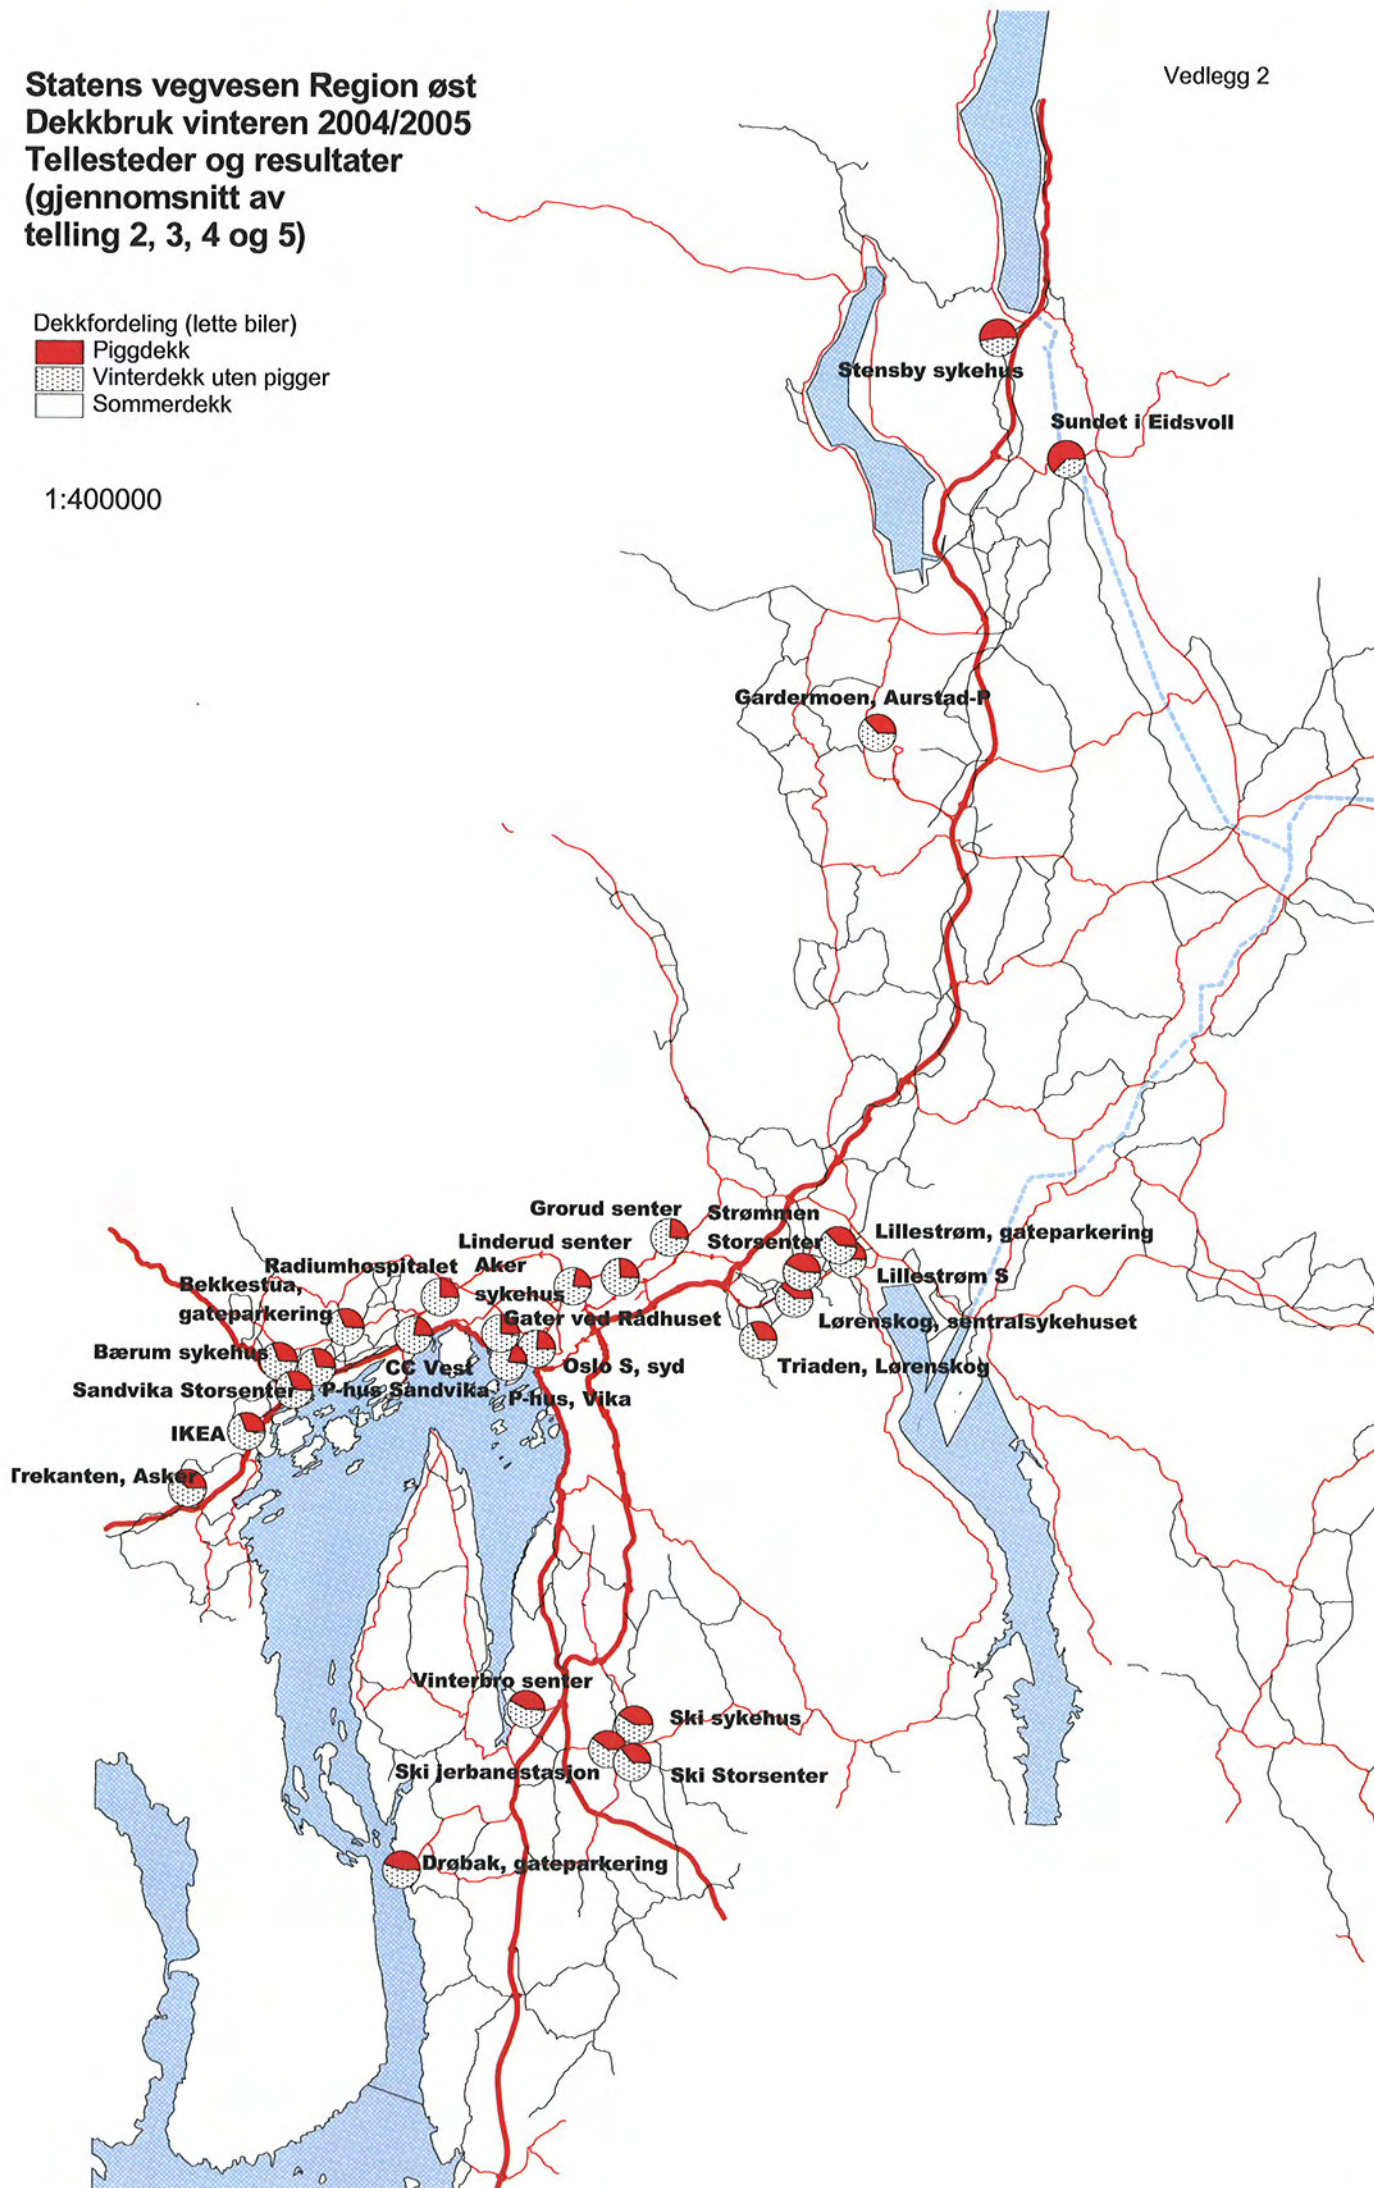 Statens vegvesen Region øst
Dekkbruk vinteren 2004/2005
Tellesteder og resultater
(gjennomsnitt av
telling 2, 3, 4 og 5)
Vedlegg 2
Dekkfordeling (lette biler)
Piggdekk
Vinterdekk uten pigger
Sommerdekk
1:400000
Stensby sykehus
Sundet i Eidsvoll
Gardermoen, Aurstad-P
Grorud senter
Strømmen
Storsenter
Lillestrøm, gateparkering
Linderud senter
Radiumhospitalet
Aker
sykehus
Lillestrøm S
Bekkestua,
gateparkering
Gater ved Rådhuset
Lørenskog, sentralsykehuset
Bærum sykehus
CC Vest
Oslo S, syd
Triaden, Lørenskog
Sandvika Storsenter
P-hus Sandvika
P-hus, Vika
IKEA
Trekanten, Asker
Vinterbro senter
Ski sykehus
Ski jerbanestasjon
Ski Storsenter
Drøbak, gateparkering